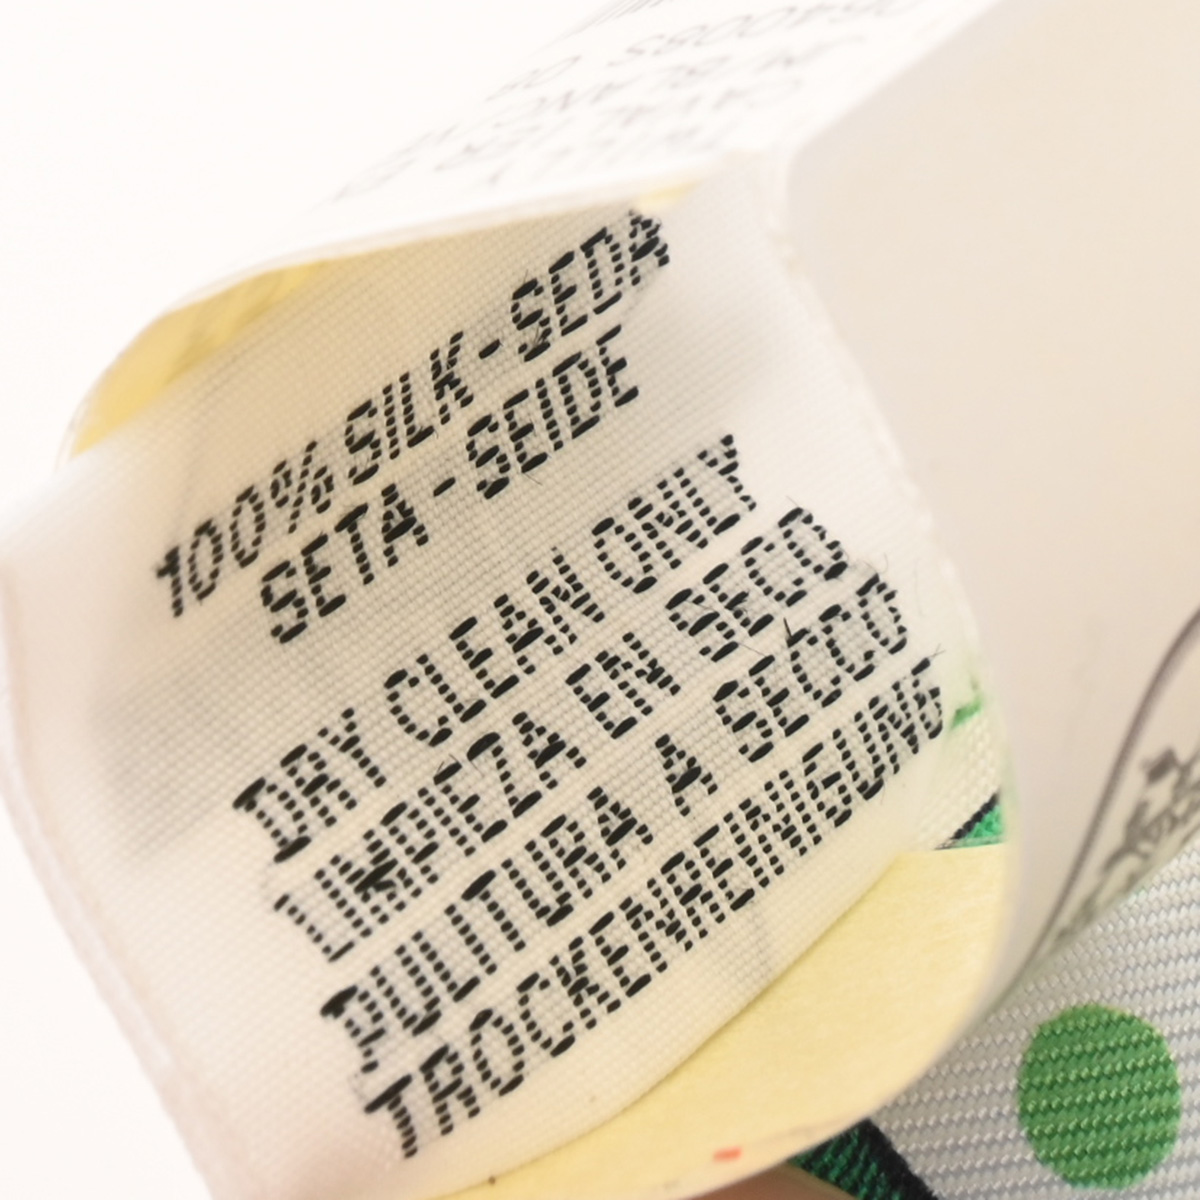 100% SILK - SEDA
SETA - SEIDE
DRY CLEAN ONLY
LIMPIEZA EN SECO
PULITURA A SECCO
TROCKENREINIGUNG